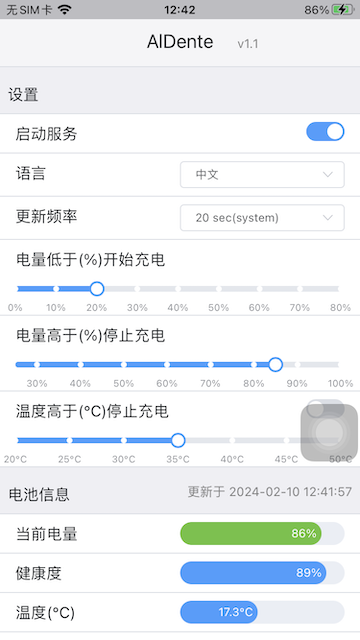 无SIM卡 12:42 86%
AlDente v1.1
设置
启动服务
语言 中文
更新频率 20 sec(system)
电量低于(%)开始充电
0% 10% 20% 30% 40% 50% 60% 70% 80%
电量高于(%)停止充电
30% 40% 50% 60% 70% 80% 90% 100%
温度高于(°C)停止充电
20°C 25°C 30°C 35°C 40°C 45°C 50°C
电池信息 更新于 2024-02-10 12:41:57
当前电量 86%
健康度 89%
温度(°C) 17.3°C